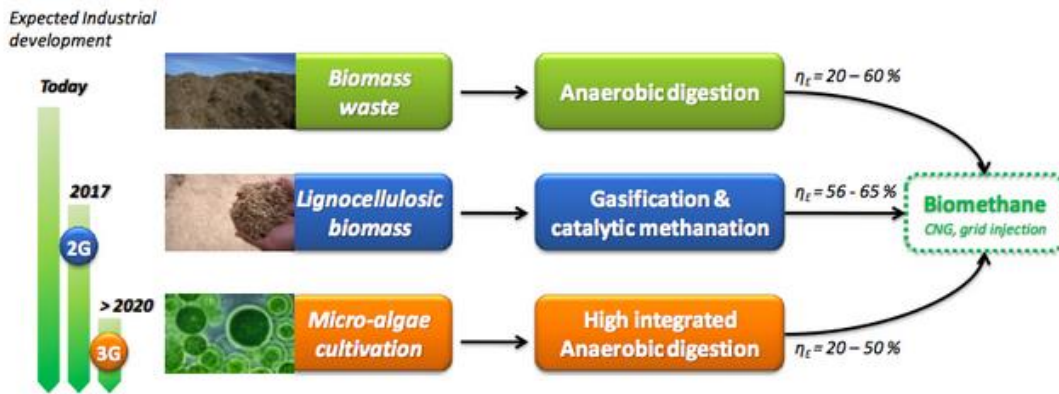 Expected Industrial
development
Today
2017
2G
> 2020
3G
Biomass
waste
Anaerobic digestion
ηE = 20 – 60 %
Lignocellulosic
biomass
Gasification &
catalytic methanation
ηE = 56 - 65 %
Biomethane
CNG, grid injection
Micro-algae
cultivation
High integrated
Anaerobic digestion
ηE = 20 – 50 %